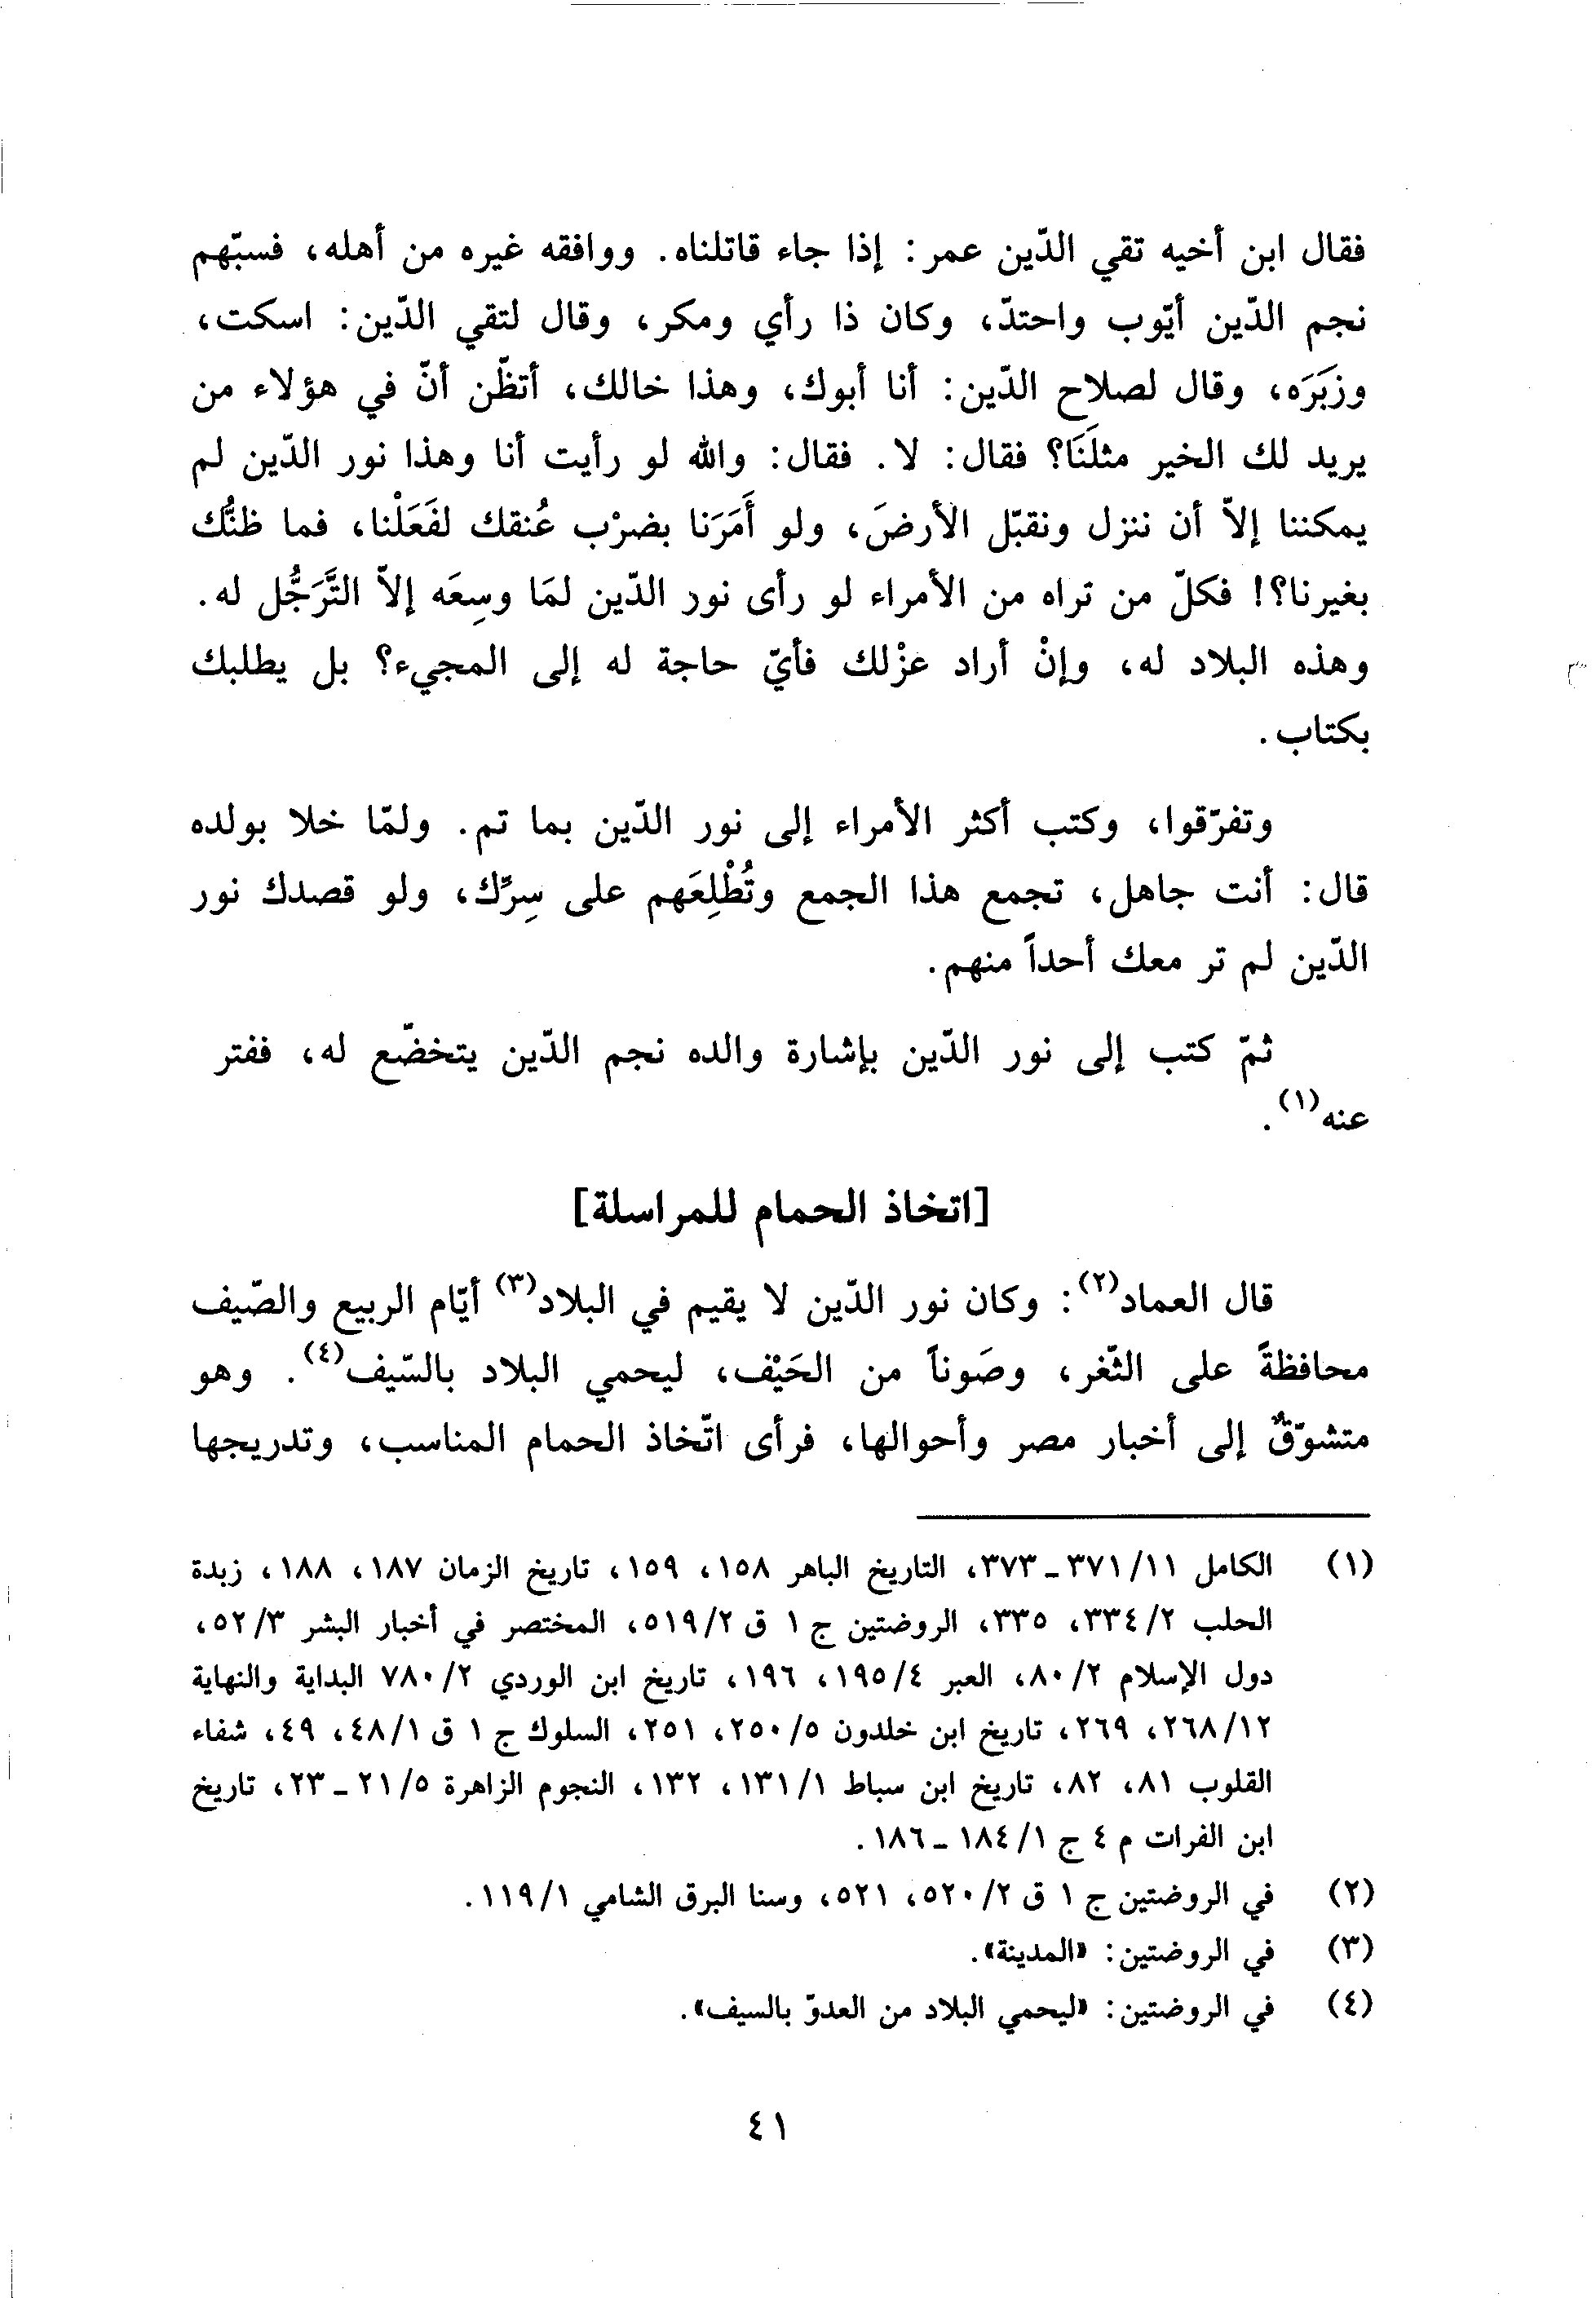 فقال ابن أخيه تقي الدّين عمر: إذا جاء قاتلناه. ووافقه غيره من أهله، فسبّهم
نجم الدّين أيّوب واحتدّ، وكان ذا رأي ومكر، وقال لتقي الدّين: اسكت،
وزبَرَه، وقال لصلاح الدّين: أنا أبوك، وهذا خالك، أتظّن أنّ في هؤلاء من
يريد لك الخير مثلَنَا؟ فقال: لا. فقال: والله لو رأيت أنا وهذا نور الدّين لم
يمكننا إلاّ أن ننزل ونقبّل الأرضَ، ولو أَمَرَنا بضرْب عُنقك لفَعَلْنا، فما ظنُّك
بغيرنا؟! فكلّ من تراه من الأمراء لو رأى نور الدّين لمَا وسِعَه إلاّ التَّرَجُّل له.
وهذه البلاد له، وإنْ أراد عزْلك فأيّ حاجة له إلى المجيء؟ بل يطلبك
بكتاب.
وتفرّقوا، وكتب أكثر الأمراء إلى نور الدّين بما تم. ولمّا خلا بولده
قال: أنت جاهل، تجمع هذا الجمع وتُطْلِعَهم على سِرّك، ولو قصدك نور
الدّين لم تر معك أحداً منهم.
ثمّ كتب إلى نور الدّين بإشارة والده نجم الدّين يتخضّع له، ففتر
عنه(١).
[اتخاذ الحمام للمراسلة]
قال العماد(٢): وكان نور الدّين لا يقيم في البلاد(٣) أيّام الربيع والصّيف
محافظةً على الثّغر، وصَوناً من الحَيْف، ليحمي البلاد بالسّيف(٤). وهو
متشوّقٌ إلى أخبار مصر وأحوالها، فرأى اتّخاذ الحمام المناسب، وتدريجها
(١) الكامل ٣٧١/١١ ـ ٣٧٣، التاريخ الباهر ١٥٨، ١٥٩، تاريخ الزمان ١٨٧، ١٨٨، زبدة
الحلب ٣٣٤/٢، ٣٣٥، الروضتين ج ١ ق ٥١٩/٢، المختصر في أخبار البشر ٥٢/٣،
دول الإسلام ٨٠/٢، العبر ١٩٥/٤، ١٩٦، تاريخ ابن الوردي ٧٨٠/٢ البداية والنهاية
٢٦٨/١٢، ٢٦٩، تاريخ ابن خلدون ٢٥٠/٥، ٢٥١، السلوك ج ١ ق ٤٨/١، ٤٩، شفاء
القلوب ٨١، ٨٢، تاريخ ابن سباط ١٣١/١، ١٣٢، النجوم الزاهرة ٢١/٥ ـ ٢٣، تاريخ
ابن الفرات م ٤ ج ١٨٤/١ ـ ١٨٦.
(٢) في الروضتين ج ١ ق ٥٢٠/٢، ٥٢١، وسنا البرق الشامي ١١٩/١.
(٣) في الروضتين: «المدينة».
(٤) في الروضتين: «ليحمي البلاد من العدوّ بالسيف».
٤١